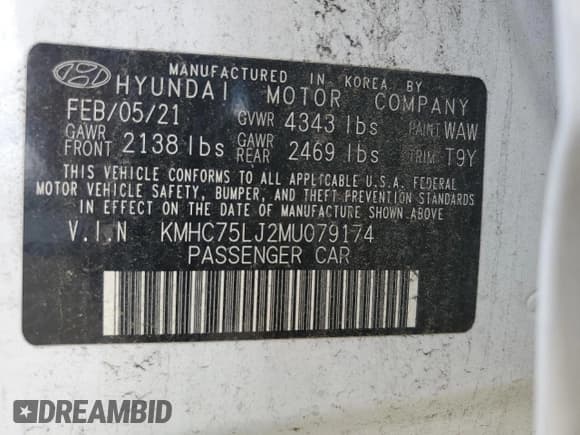 MANUFACTURED IN KOREA BY
HYUNDAI MOTOR COMPANY
FEB/05/21 GVWR 4343 lbs PAINT WAW
GAWR FRONT 2138 lbs GAWR REAR 2469 lbs TRIM T9Y
THIS VEHICLE CONFORMS TO ALL APPLICABLE U.S.A. FEDERAL
MOTOR VEHICLE SAFETY, BUMPER, AND THEFT PREVENTION STANDARDS
IN EFFECT ON THE DATE OF MANUFACTURE SHOWN ABOVE
V.I.N KMHC75LJ2MU079174
PASSENGER CAR
DREAMBID